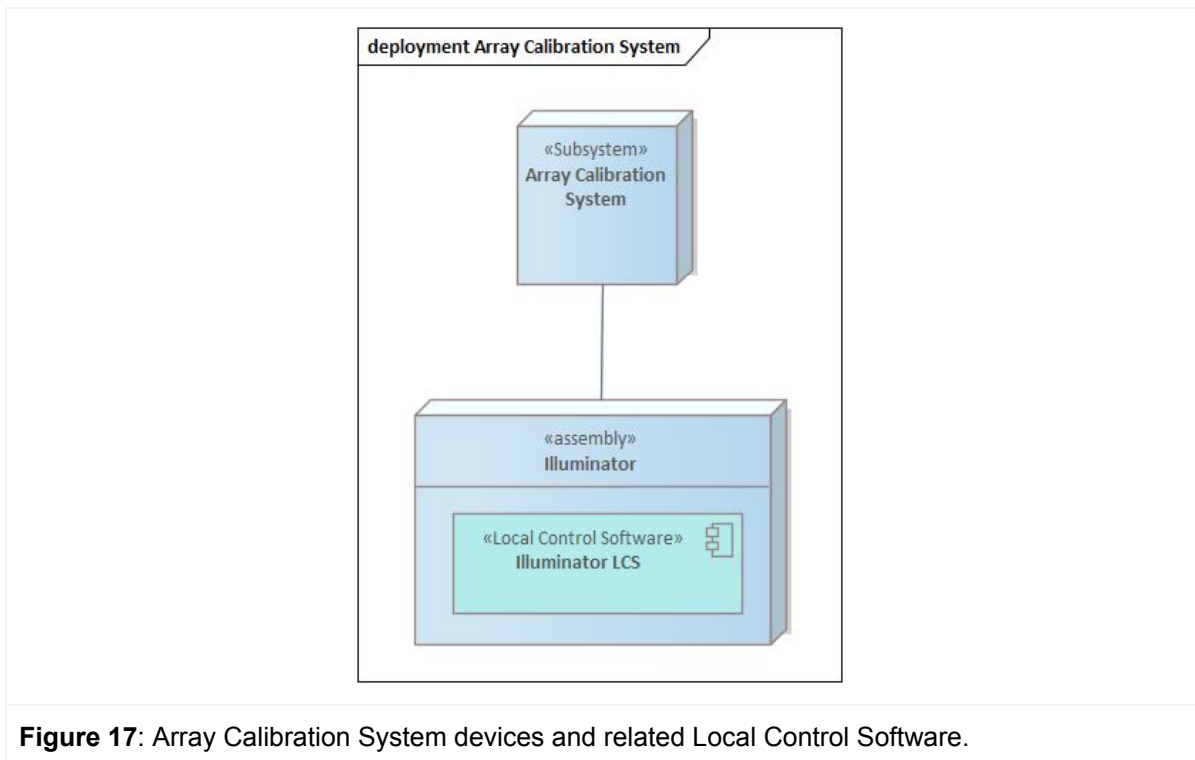 deployment Array Calibration System
«Subsystem»
Array Calibration
System
«assembly»
Illuminator
«Local Control Software»
Illuminator LCS
Figure 17: Array Calibration System devices and related Local Control Software.